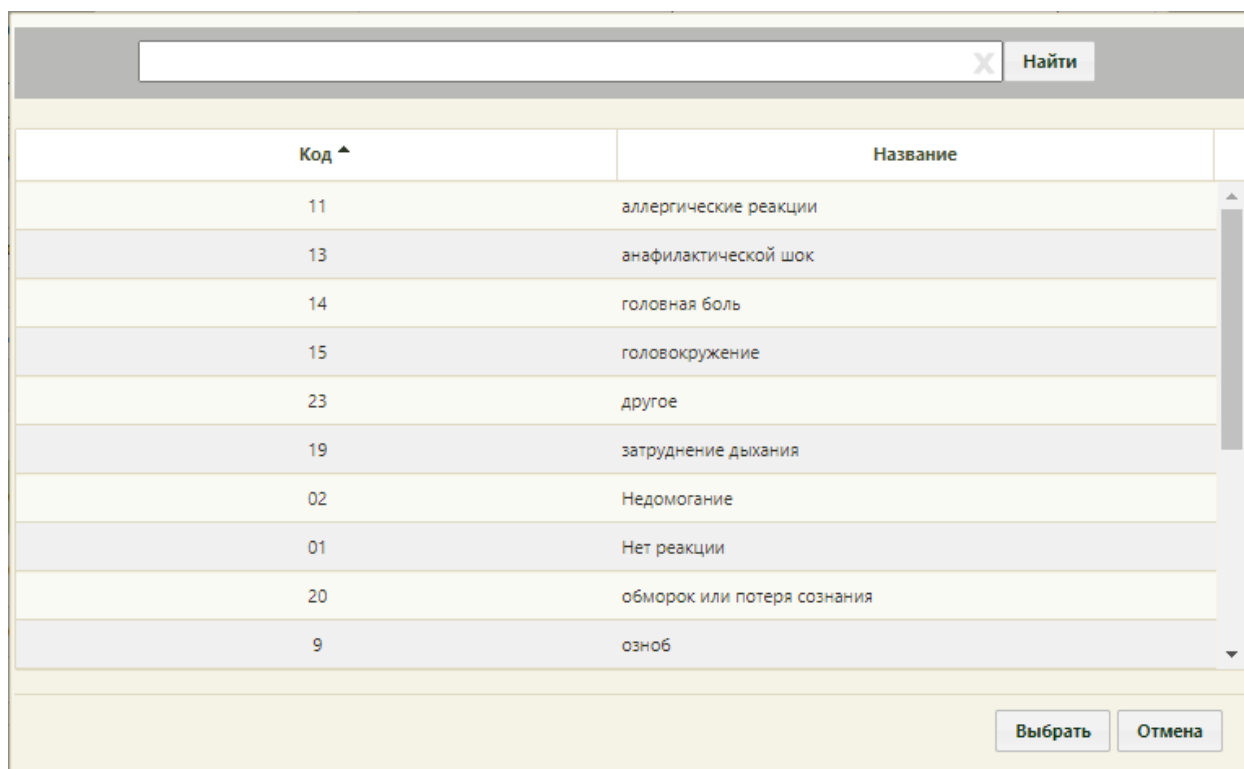 X Найти
Код Название
11 аллергические реакции
13 анафилактической шок
14 головная боль
15 головокружение
23 другое
19 затруднение дыхания
02 Недомогание
01 Нет реакции
20 обморок или потеря сознания
9 озноб
Выбрать Отмена